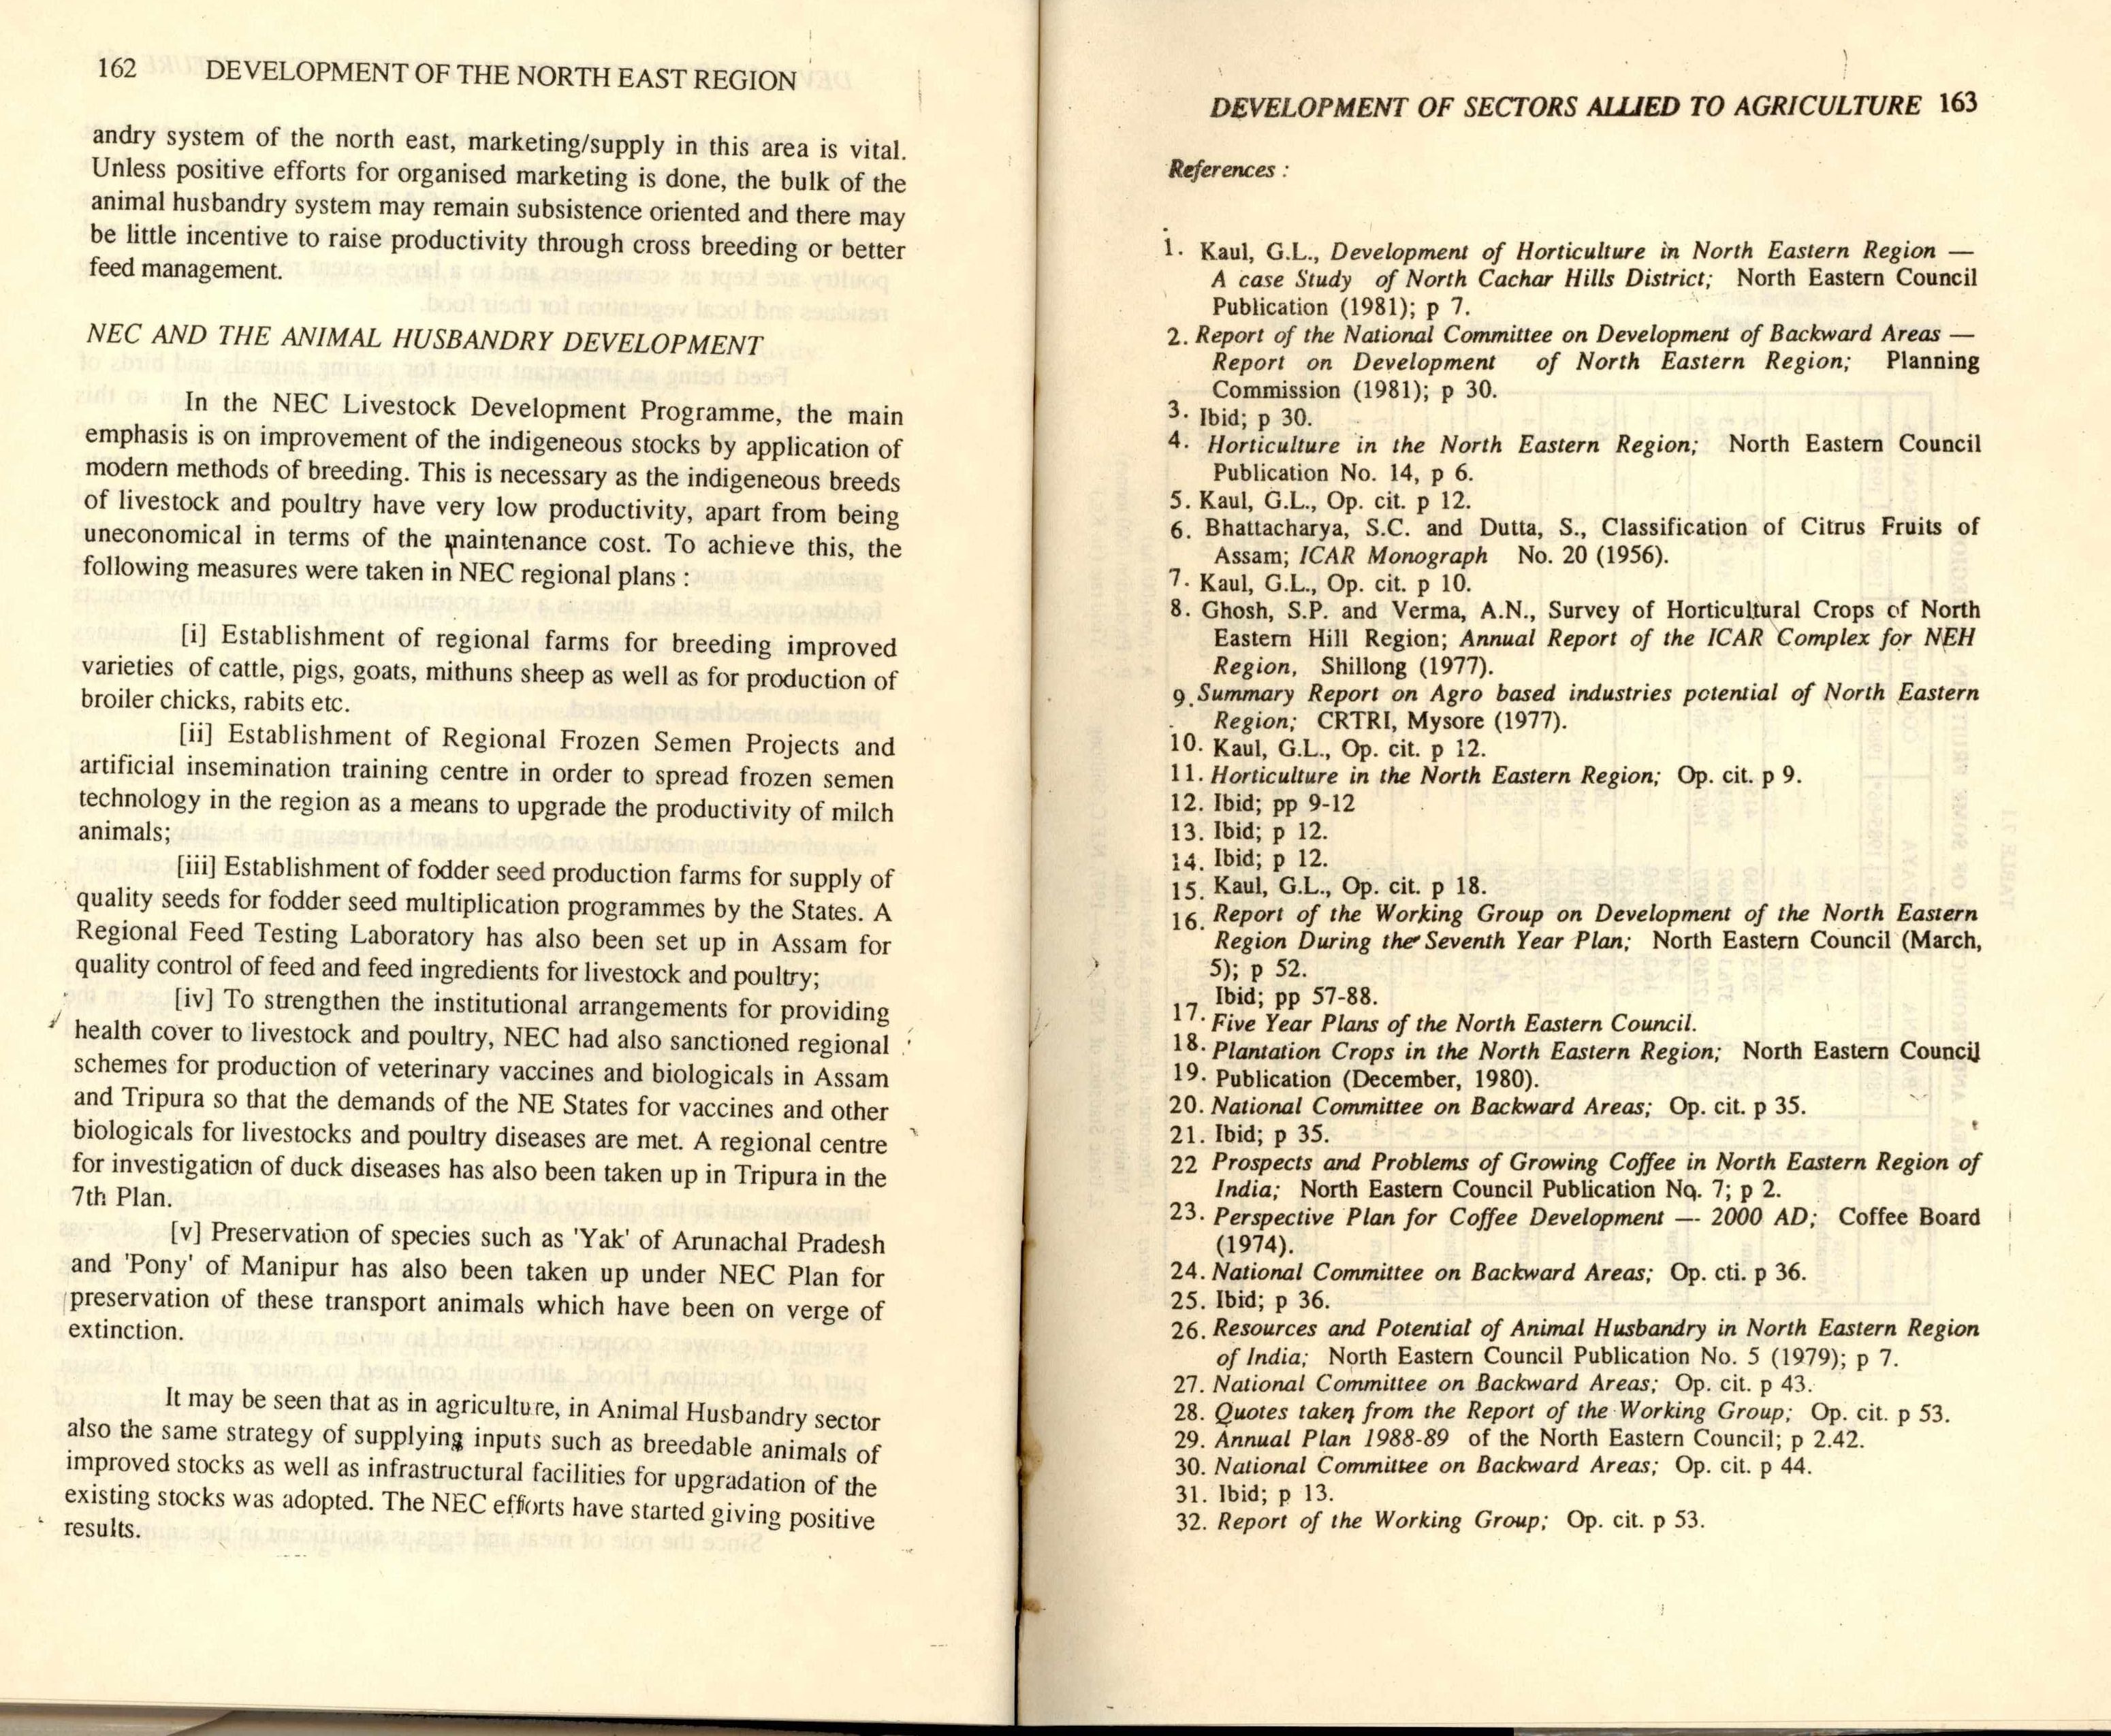 162 DEVELOPMENT OF THE NORTH EAST REGION
andry system of the north east, marketing/supply in this area is vital.
Unless positive efforts for organised marketing is done, the bulk of the
animal husbandry system may remain subsistence oriented and there may
be little incentive to raise productivity through cross breeding or better
feed management.
NEC AND THE ANIMAL HUSBANDRY DEVELOPMENT
In the NEC Livestock Development Programme, the main
emphasis is on improvement of the indigeneous stocks by application of
modern methods of breeding. This is necessary as the indigeneous breeds
of livestock and poultry have very low productivity, apart from being
uneconomical in terms of the maintenance cost. To achieve this, the
following measures were taken in NEC regional plans :
[i] Establishment of regional farms for breeding improved
varieties of cattle, pigs, goats, mithuns sheep as well as for production of
broiler chicks, rabits etc.
[ii] Establishment of Regional Frozen Semen Projects and
artificial insemination training centre in order to spread frozen semen
technology in the region as a means to upgrade the productivity of milch
animals;
[iii] Establishment of fodder seed production farms for supply of
quality seeds for fodder seed multiplication programmes by the States. A
Regional Feed Testing Laboratory has also been set up in Assam for
quality control of feed and feed ingredients for livestock and poultry;
[iv] To strengthen the institutional arrangements for providing
health cover to livestock and poultry, NEC had also sanctioned regional
schemes for production of veterinary vaccines and biologicals in Assam
and Tripura so that the demands of the NE States for vaccines and other
biologicals for livestocks and poultry diseases are met. A regional centre
for investigation of duck diseases has also been taken up in Tripura in the
7th Plan.
[v] Preservation of species such as 'Yak' of Arunachal Pradesh
and 'Pony' of Manipur has also been taken up under NEC Plan for
preservation of these transport animals which have been on verge of
extinction.
It may be seen that as in agriculture, in Animal Husbandry sector
also the same strategy of supplying inputs such as breedable animals of
improved stocks as well as infrastructural facilities for upgradation of the
existing stocks was adopted. The NEC efforts have started giving positive
results.
DEVELOPMENT OF SECTORS ALLIED TO AGRICULTURE 163
References :
1. Kaul, G.L., Development of Horticulture in North Eastern Region —
A case Study of North Cachar Hills District; North Eastern Council
Publication (1981); p 7.
2. Report of the National Committee on Development of Backward Areas —
Report on Development of North Eastern Region; Planning
Commission (1981); p 30.
3. Ibid; p 30.
4. Horticulture in the North Eastern Region; North Eastern Council
Publication No. 14, p 6.
5. Kaul, G.L., Op. cit. p 12.
6. Bhattacharya, S.C. and Dutta, S., Classification of Citrus Fruits of
Assam; ICAR Monograph No. 20 (1956).
7. Kaul, G.L., Op. cit. p 10.
8. Ghosh, S.P. and Verma, A.N., Survey of Horticultural Crops of North
Eastern Hill Region; Annual Report of the ICAR Complex for NEH
Region, Shillong (1977).
9. Summary Report on Agro based industries potential of North Eastern
Region; CRTRI, Mysore (1977).
10. Kaul, G.L., Op. cit. p 12.
11. Horticulture in the North Eastern Region; Op. cit. p 9.
12. Ibid; pp 9-12
13. Ibid; p 12.
14. Ibid; p 12.
15. Kaul, G.L., Op. cit. p 18.
16. Report of the Working Group on Development of the North Eastern
Region During the Seventh Year Plan; North Eastern Council (March,
5); p 52.
Ibid; pp 57-88.
17. Five Year Plans of the North Eastern Council.
18. Plantation Crops in the North Eastern Region; North Eastern Council
19. Publication (December, 1980).
20. National Committee on Backward Areas; Op. cit. p 35.
21. Ibid; p 35.
22 Prospects and Problems of Growing Coffee in North Eastern Region of
India; North Eastern Council Publication No. 7; p 2.
23. Perspective Plan for Coffee Development — 2000 AD; Coffee Board
(1974).
24. National Committee on Backward Areas; Op. cti. p 36.
25. Ibid; p 36.
26. Resources and Potential of Animal Husbandry in North Eastern Region
of India; North Eastern Council Publication No. 5 (1979); p 7.
27. National Committee on Backward Areas; Op. cit. p 43.
28. Quotes taken from the Report of the Working Group; Op. cit. p 53.
29. Annual Plan 1988-89 of the North Eastern Council; p 2.42.
30. National Committee on Backward Areas; Op. cit. p 44.
31. Ibid; p 13.
32. Report of the Working Group; Op. cit. p 53.